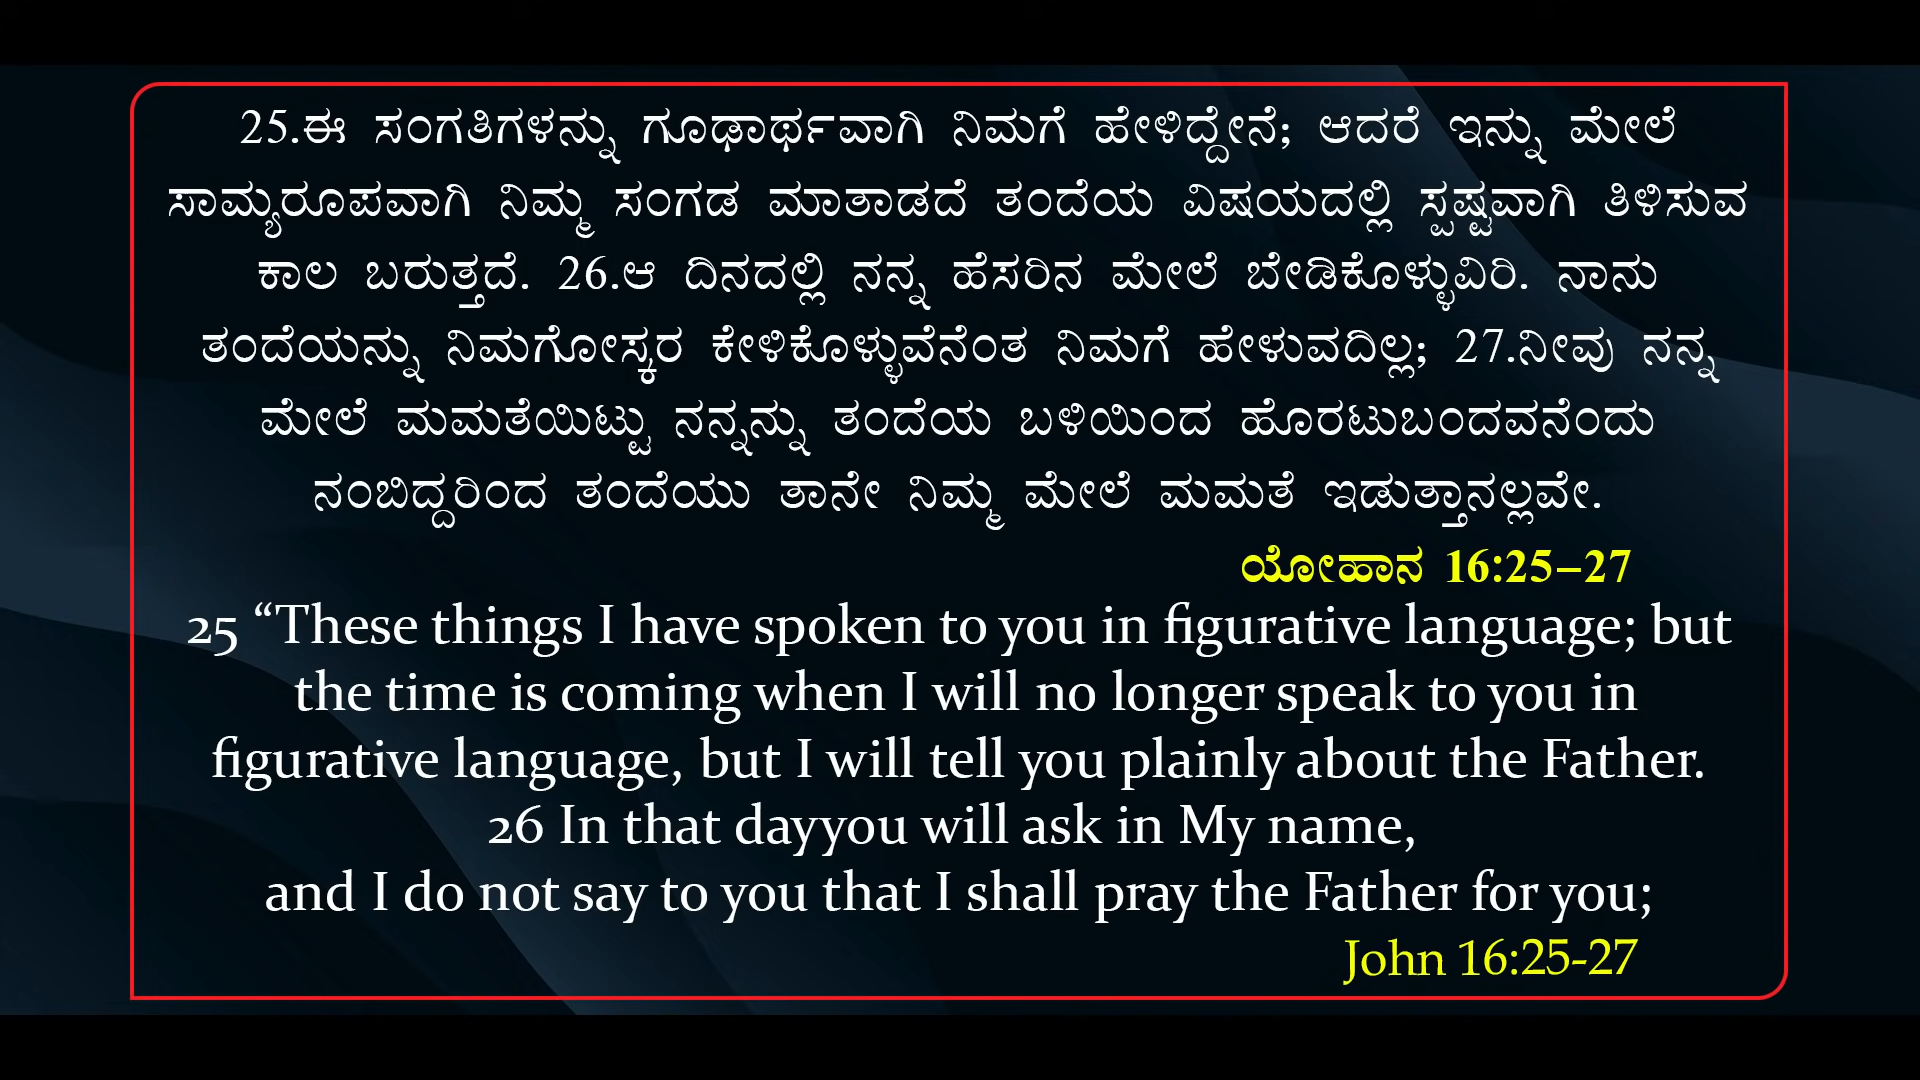 25.ಈ ಸಂಗತಿಗಳನ್ನು ಗೂಢಾರ್ಥವಾಗಿ ನಿಮಗೆ ಹೇಳಿದ್ದೇನೆ; ಆದರೆ ಇನ್ನು ಮೇಲೆ
ಸಾಮ್ಯರೂಪವಾಗಿ ನಿಮ್ಮ ಸಂಗಡ ಮಾತಾಡದೆ ತಂದೆಯ ವಿಷಯದಲ್ಲಿ ಸ್ಪಷ್ಟವಾಗಿ ತಿಳಿಸುವ
ಕಾಲ ಬರುತ್ತದೆ. 26.ಆ ದಿನದಲ್ಲಿ ನನ್ನ ಹೆಸರಿನ ಮೇಲೆ ಬೇಡಿಕೊಳ್ಳುವಿರಿ. ನಾನು
ತಂದೆಯನ್ನು ನಿಮಗೋಸ್ಕರ ಕೇಳಿಕೊಳ್ಳುವೆನೆಂತ ನಿಮಗೆ ಹೇಳುವದಿಲ್ಲ; 27.ನೀವು ನನ್ನ
ಮೇಲೆ ಮಮತೆಯಿಟ್ಟು ನನ್ನನ್ನು ತಂದೆಯ ಬಳಿಯಿಂದ ಹೊರಟುಬಂದವನೆಂದು
ನಂಬಿದ್ದರಿಂದ ತಂದೆಯು ತಾನೇ ನಿಮ್ಮ ಮೇಲೆ ಮಮತೆ ಇಡುತ್ತಾನಲ್ಲವೇ.
ಯೋಹಾನ 16:25–27
25 “These things I have spoken to you in figurative language; but
the time is coming when I will no longer speak to you in
figurative language, but I will tell you plainly about the Father.
26 In that dayyou will ask in My name,
and I do not say to you that I shall pray the Father for you;
John 16:25-27